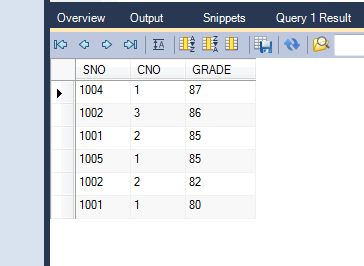 Overview Output Snippets Query 1 Result
SNO CNO GRADE
1004 1 87
1002 3 86
1001 2 85
1005 1 85
1002 2 82
1001 1 80